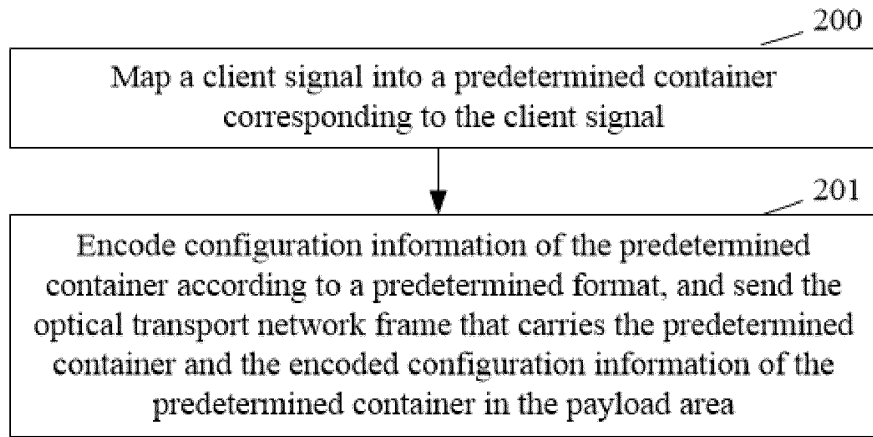 200
Map a client signal into a predetermined container
corresponding to the client signal
201
Encode configuration information of the predetermined
container according to a predetermined format, and send the
optical transport network frame that carries the predetermined
container and the encoded configuration information of the
predetermined container in the payload area